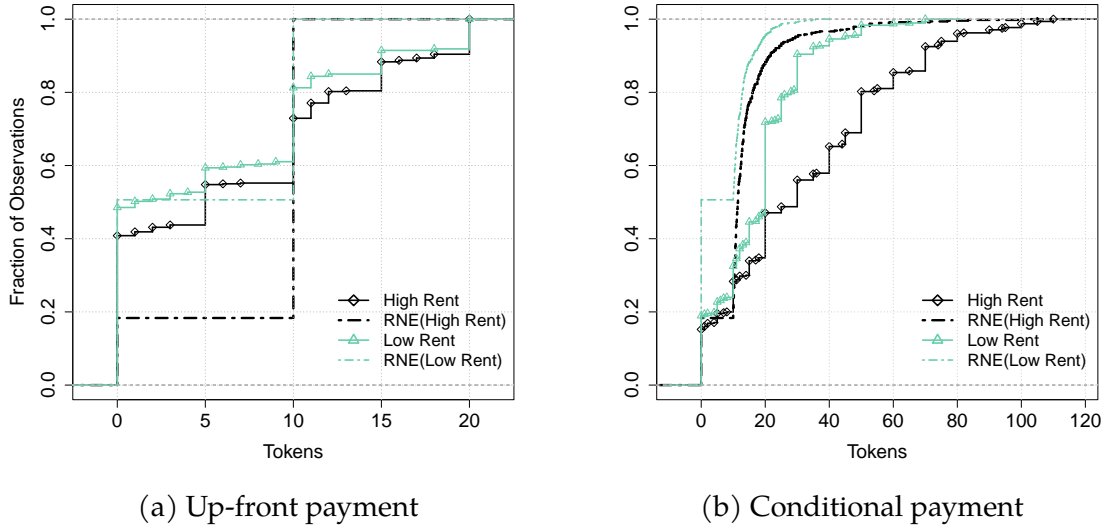 Fraction of Observations
1.0
0.8
0.6
0.4
0.2
0.0
High Rent
RNE(High Rent)
Low Rent
RNE(Low Rent)
0 5 10 15 20
Tokens
(a) Up-front payment
1.0
0.8
0.6
0.4
0.2
0.0
High Rent
RNE(High Rent)
Low Rent
RNE(Low Rent)
0 20 40 60 80 100 120
Tokens
(b) Conditional payment